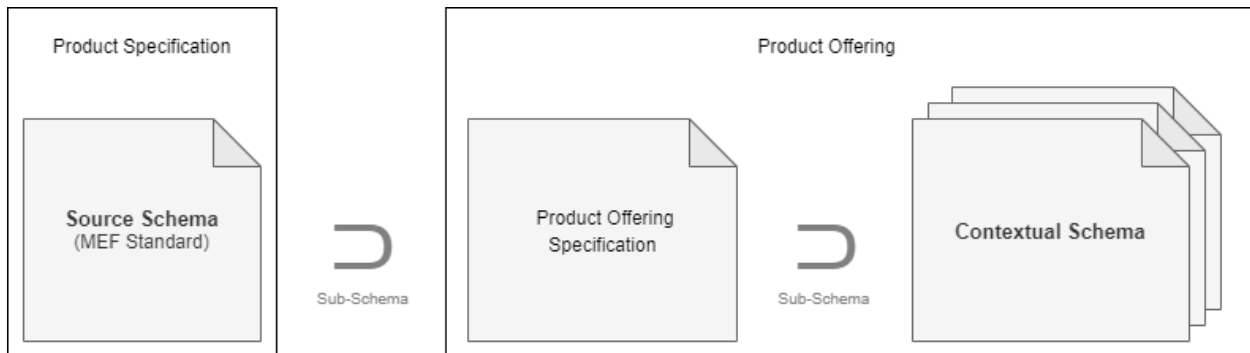 Product Specification
Product Offering
Source Schema
(MEF Standard)
Sub-Schema
Product Offering
Specification
Sub-Schema
Contextual Schema